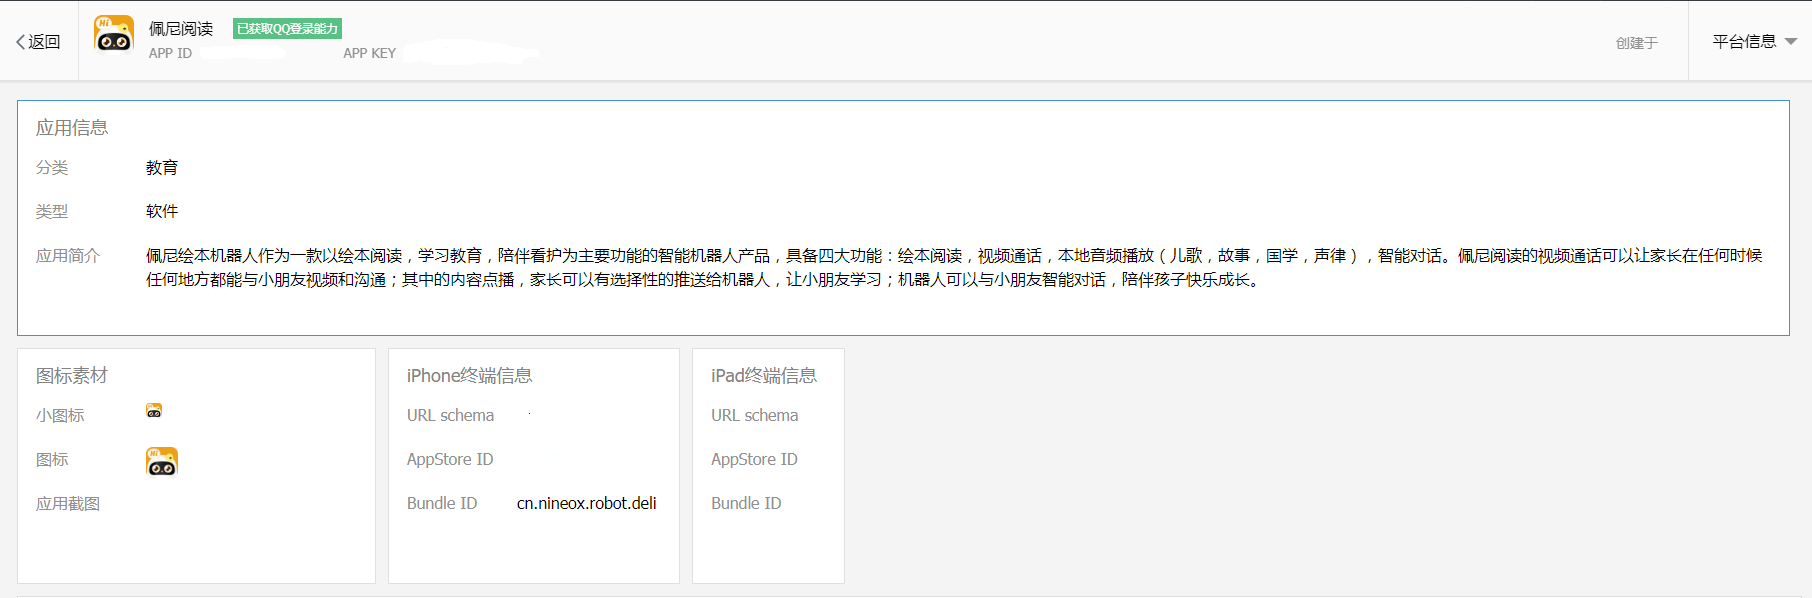 返回
Hi
佩尼阅读
已获取QQ登录能力
APP ID
APP KEY
创建于
平台信息
应用信息
分类 教育
类型 软件
应用简介 佩尼绘本机器人作为一款以绘本阅读，学习教育，陪伴看护为主要功能的智能机器人产品，具备四大功能：绘本阅读，视频通话，本地音频播放（儿歌，故事，国学，声律），智能对话。佩尼阅读的视频通话可以让家长在任何时候
任何地方都能与小朋友视频和沟通；其中的内容点播，家长可以有选择性的推送给机器人，让小朋友学习；机器人可以与小朋友智能对话，陪伴孩子快乐成长。
图标素材
小图标
图标
Hi
应用截图
iPhone终端信息
URL schema
AppStore ID
Bundle ID cn.nineox.robot.deli
iPad终端信息
URL schema
AppStore ID
Bundle ID